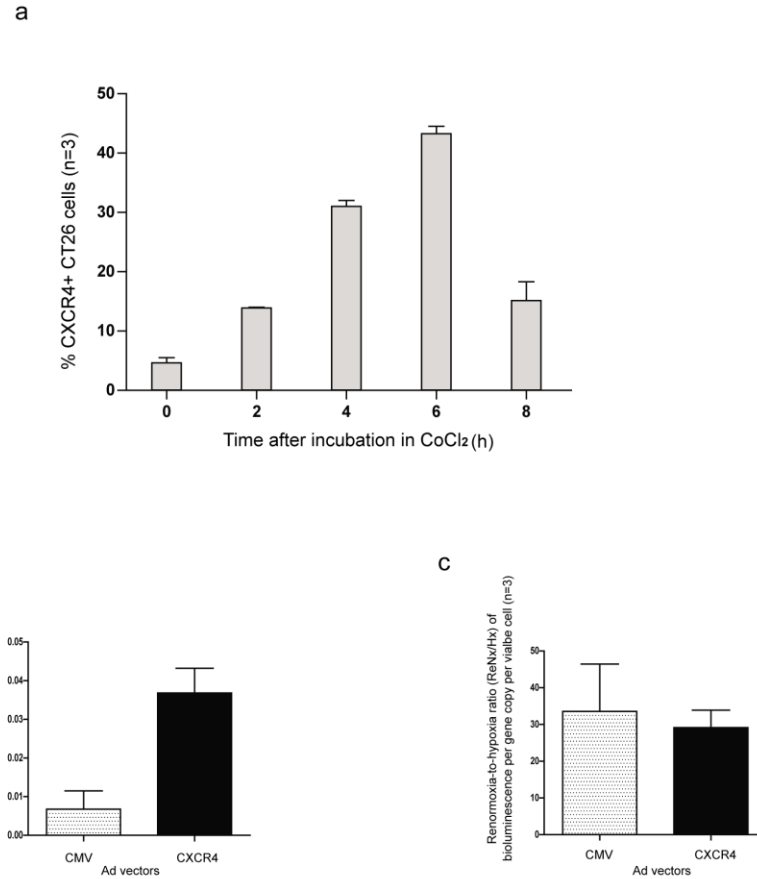 a
50
40
30
20
10
0
% CXCR4+ CT26 cells (n=3)
0 2 4 6 8
Time after incubation in CoCl₂ (h)
0.05
0.04
0.03
0.02
0.01
0.00
CMV CXCR4
Ad vectors
c
Renormoxia-to-hypoxia ratio (ReNx/Hx) of
bioluminescence per gene copy per vialbe cell (n=3)
50
40
30
20
10
0
CMV CXCR4
Ad vectors